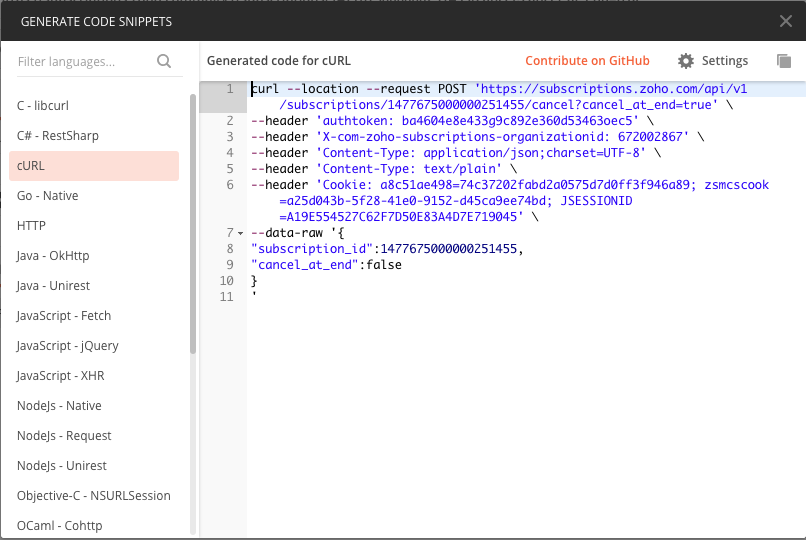 GENERATE CODE SNIPPETS
Filter languages...
Generated code for cURL
Contribute on GitHub
Settings
C - libcurl
C# - RestSharp
cURL
Go - Native
HTTP
Java - OkHttp
Java - Unirest
JavaScript - Fetch
JavaScript - jQuery
JavaScript - XHR
NodeJs - Native
NodeJs - Request
NodeJs - Unirest
Objective-C - NSURLSession
OCaml - Cohttp
1 curl --location --request POST 'https://subscriptions.zoho.com/api/v1
/subscriptions/1477675000000251455/cancel?cancel_at_end=true' \
2 --header 'authtoken: ba4604e8e433g9c892e360d53463oec5' \
3 --header 'X-com-zoho-subscriptions-organizationid: 672002867' \
4 --header 'Content-Type: application/json;charset=UTF-8' \
5 --header 'Content-Type: text/plain' \
6 --header 'Cookie: a8c51ae498=74c37202fabd2a0575d7d0ff3f946a89; zsmcscook
=a25d043b-5f28-41e0-9152-d45ca9ee74bd; JSESSIONID
=A19E554527C62F7D50E83A4D7E719045' \
7 --data-raw '{
8 "subscription_id":1477675000000251455,
9 "cancel_at_end":false
10 }
11 '